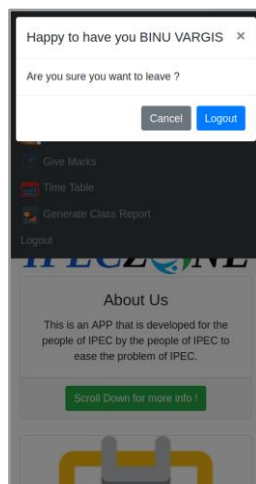 Happy to have you BINU VARGIS ×
Are you sure you want to leave ?
Cancel Logout
Give Marks
Time Table
Generate Class Report
Logout
IPECZONE
About Us
This is an APP that is developed for the
people of IPEC by the people of IPEC to
ease the problem of IPEC.
Scroll Down for more info !